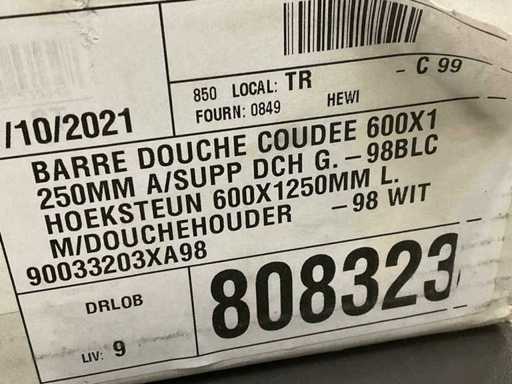 850 LOCAL: TR - C 99
FOURN: 0849 HEWI
/10/2021
BARRE DOUCHE COUDEE 600X1
250MM A/SUPP DCH G. -98BLC
HOEKSTEUN 600X1250MM L.
M/DOUCHEHOUDER -98 WIT
90033203XA98
DRLOB
808323
LIV: 9